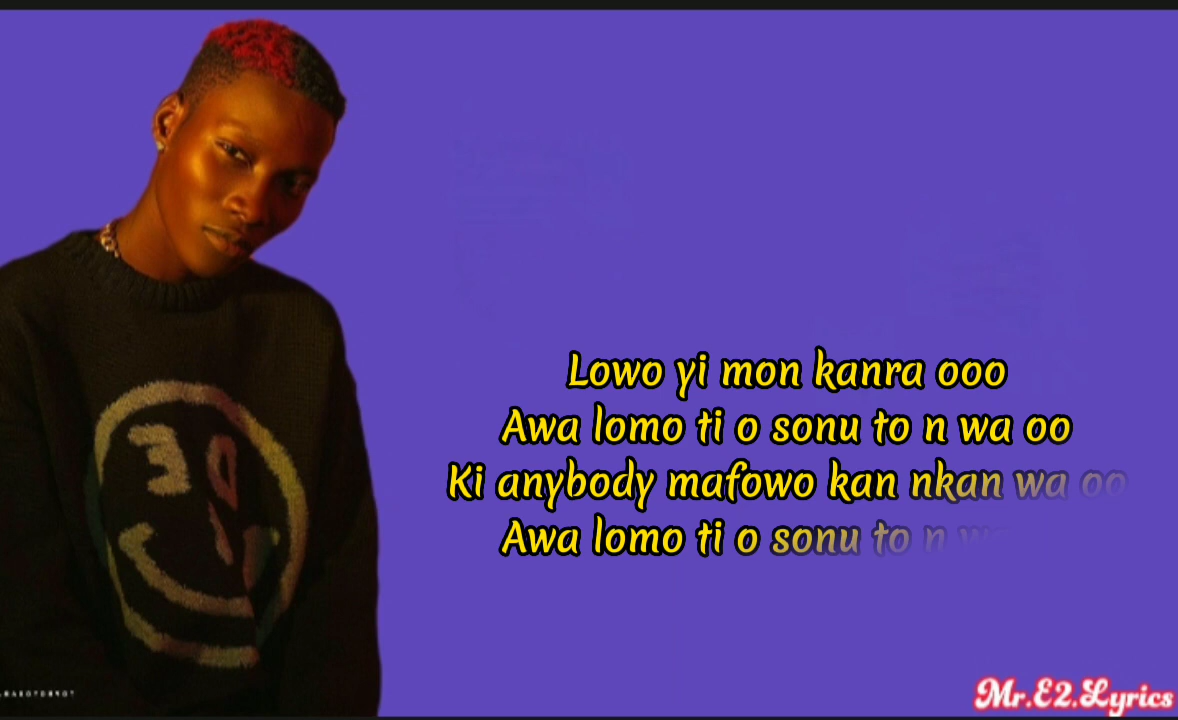 Lowo yi mon kanra ooo
Awa lomo ti o sonu to n wa oo
Ki anybody mafowo kan nkan wa oo
Awa lomo ti o sonu to n wa
Mr.E2.Lyrics